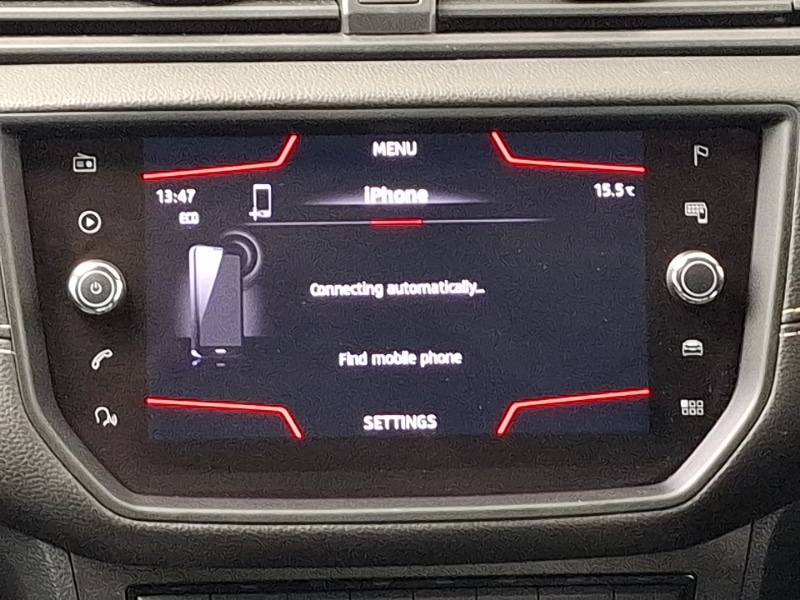 MENU
13:47
iPhone
15.5°C
ECO
Connecting automatically...
Find mobile phone
SETTINGS